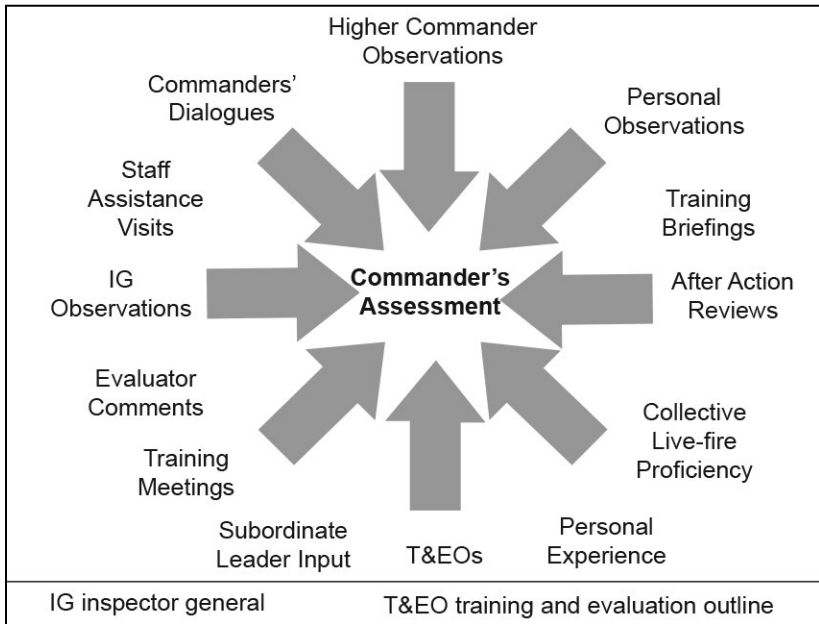 Higher Commander
Observations
Commanders’
Dialogues
Personal
Observations
Staff
Assistance
Visits
Training
Briefings
IG
Observations
Commander’s
Assessment
After Action
Reviews
Evaluator
Comments
Collective
Live-fire
Proficiency
Training
Meetings
Subordinate
Leader Input
T&EOs
Personal
Experience
IG inspector general
T&EO training and evaluation outline